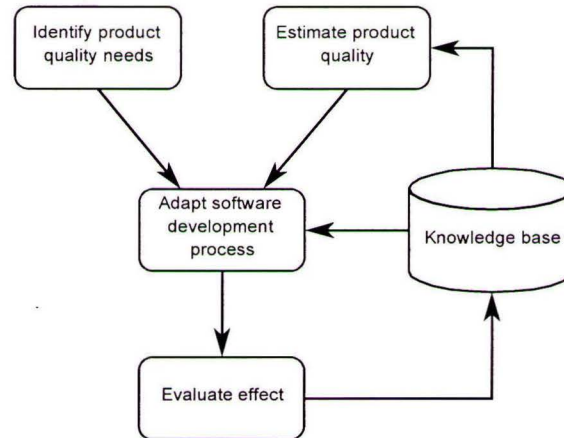 Identify product
quality needs
Estimate product
quality
Adapt software
development
process
Knowledge base
Evaluate effect